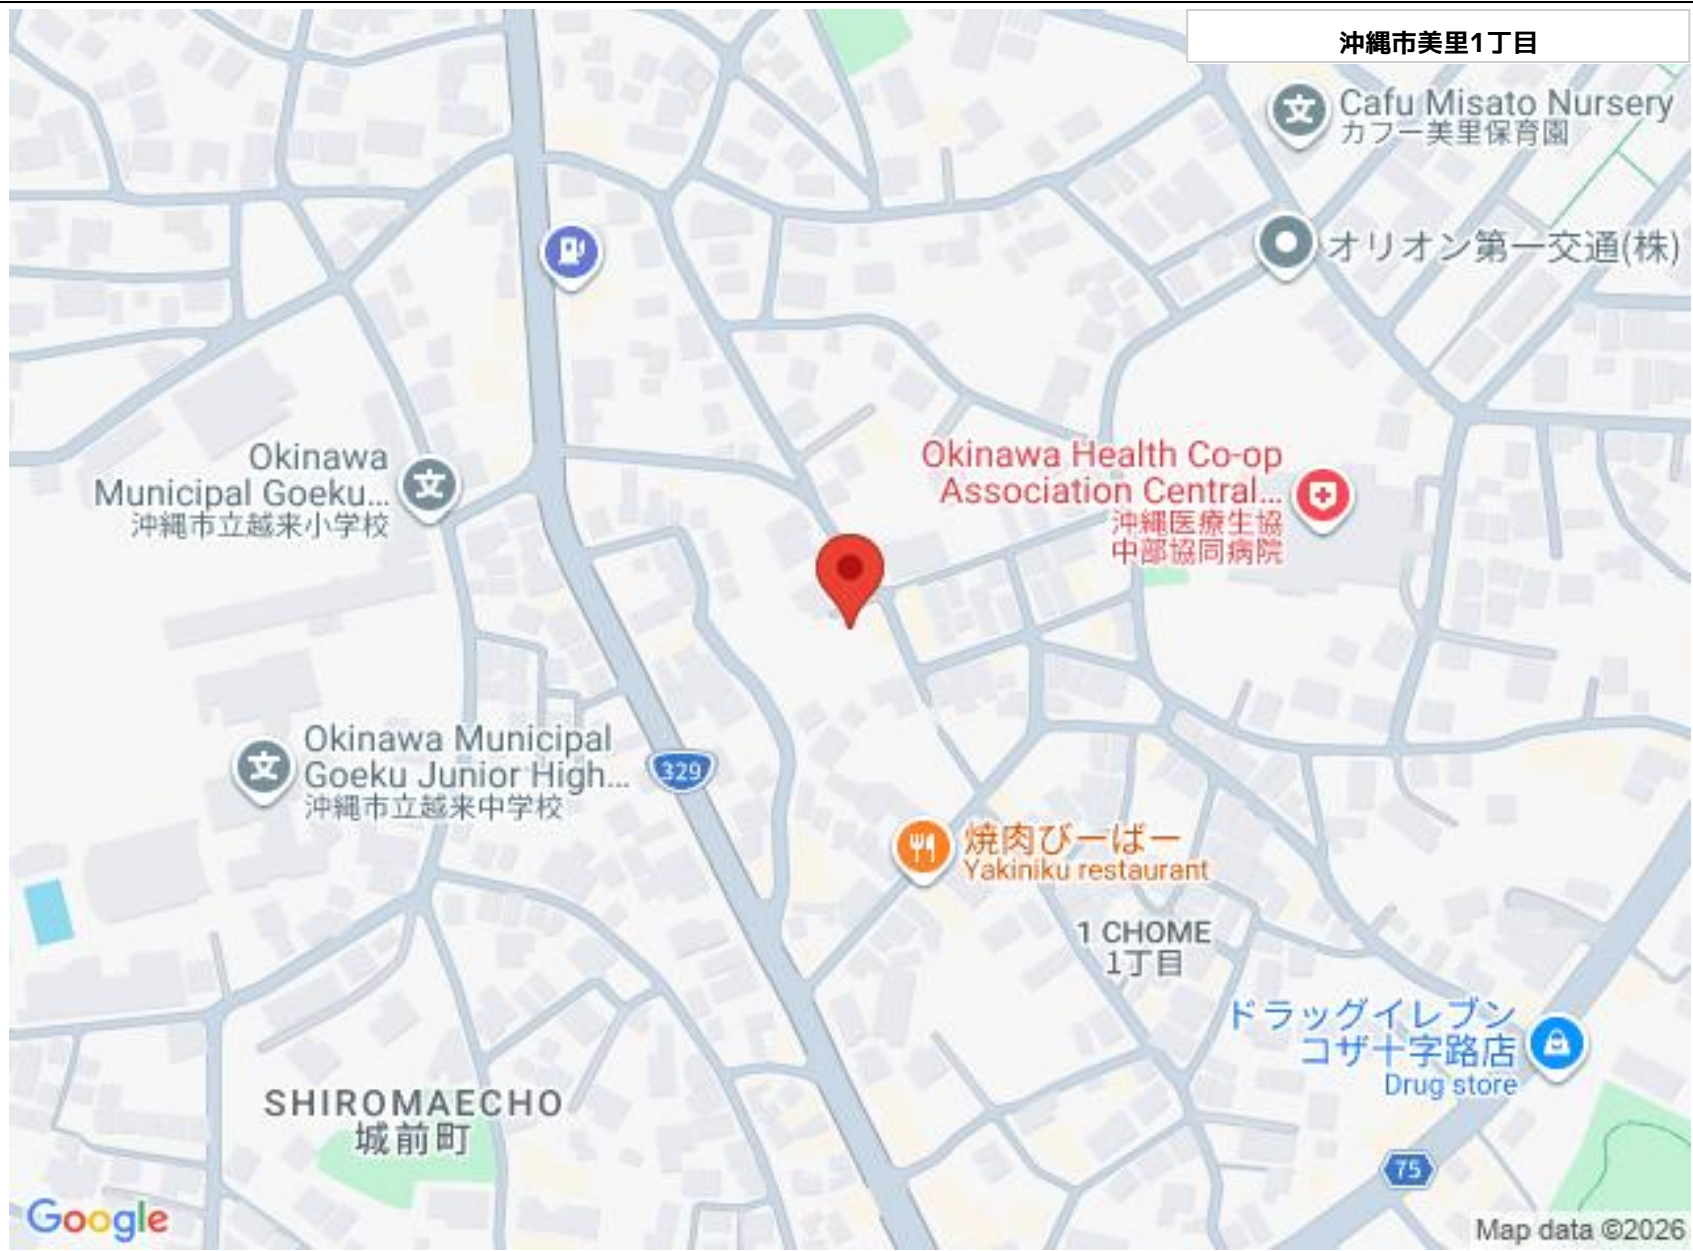 沖縄市美里1丁目
Cafu Misato Nursery
カフー美里保育園
オリオン第一交通(株)
Okinawa
Municipal Goeku...
沖縄市立越来小学校
Okinawa Health Co-op
Association Central...
沖縄医療生協
中部協同病院
Okinawa Municipal
Goeku Junior High...
沖縄市立越来中学校
329
焼肉びーばー
Yakiniku restaurant
1 CHOME
1丁目
ドラッグイレブン
コザ十字路店
Drug store
SHIROMAECHO
城前町
75
Google
Map data ©2026